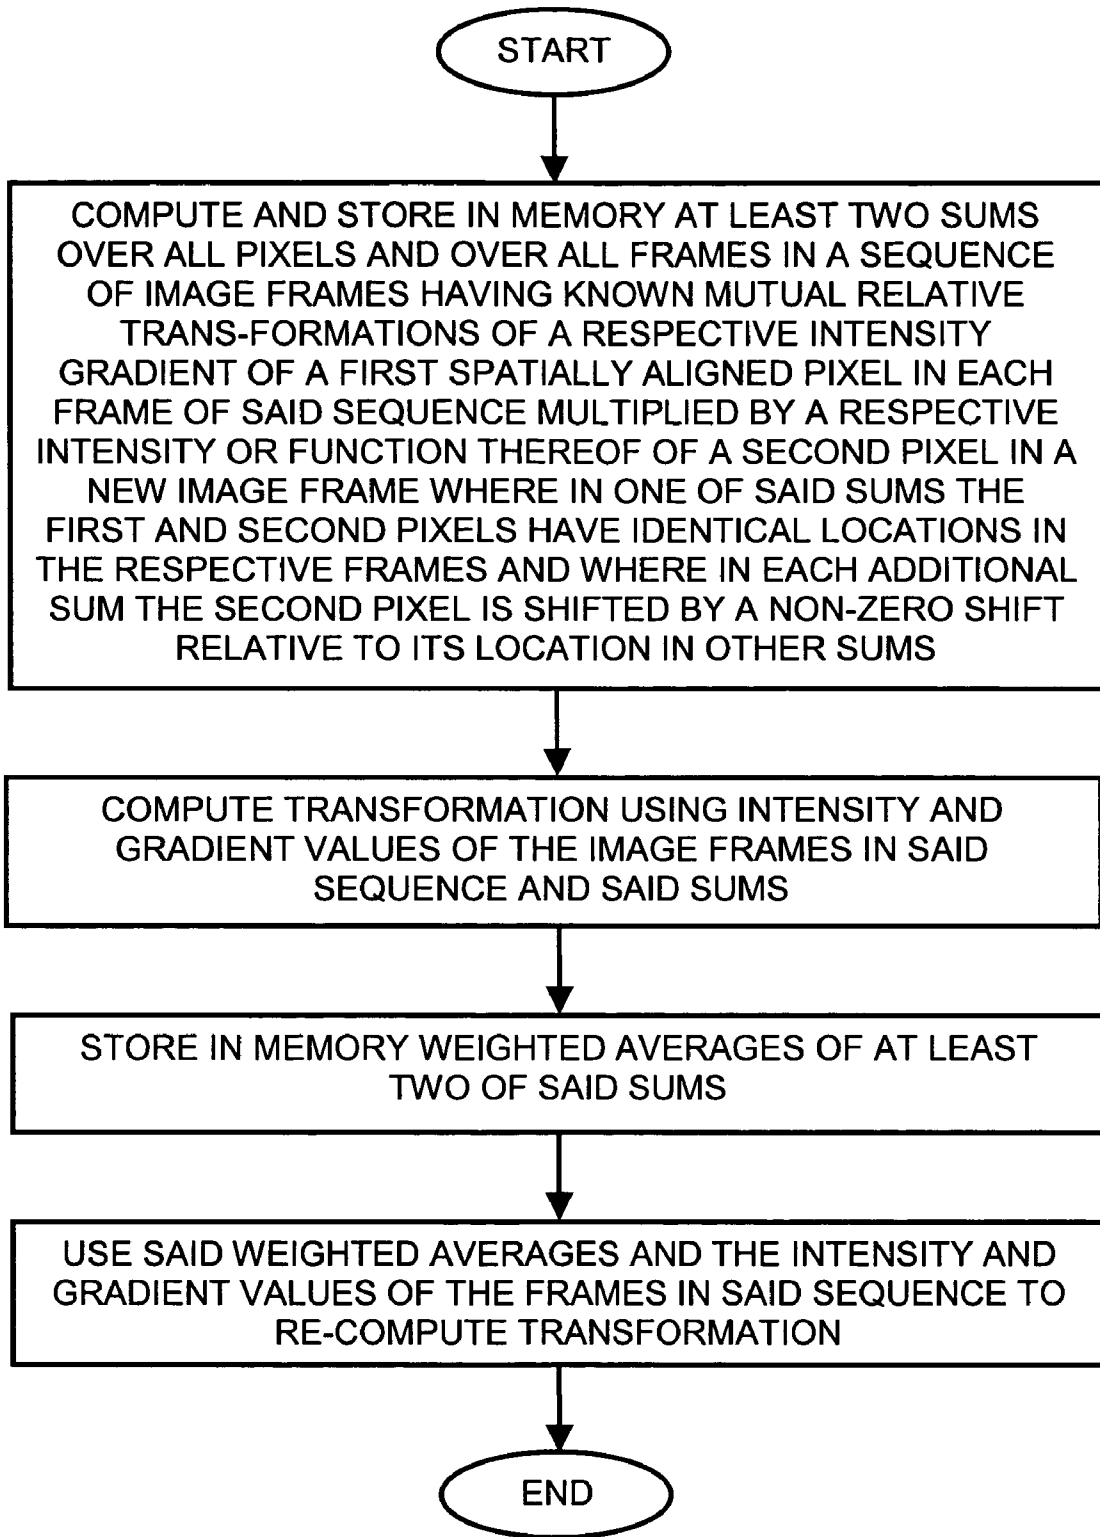 START
COMPUTE AND STORE IN MEMORY AT LEAST TWO SUMS
OVER ALL PIXELS AND OVER ALL FRAMES IN A SEQUENCE
OF IMAGE FRAMES HAVING KNOWN MUTUAL RELATIVE
TRANS-FORMATIONS OF A RESPECTIVE INTENSITY
GRADIENT OF A FIRST SPATIALLY ALIGNED PIXEL IN EACH
FRAME OF SAID SEQUENCE MULTIPLIED BY A RESPECTIVE
INTENSITY OR FUNCTION THEREOF OF A SECOND PIXEL IN A
NEW IMAGE FRAME WHERE IN ONE OF SAID SUMS THE
FIRST AND SECOND PIXELS HAVE IDENTICAL LOCATIONS IN
THE RESPECTIVE FRAMES AND WHERE IN EACH ADDITIONAL
SUM THE SECOND PIXEL IS SHIFTED BY A NON-ZERO SHIFT
RELATIVE TO ITS LOCATION IN OTHER SUMS
COMPUTE TRANSFORMATION USING INTENSITY AND
GRADIENT VALUES OF THE IMAGE FRAMES IN SAID
SEQUENCE AND SAID SUMS
STORE IN MEMORY WEIGHTED AVERAGES OF AT LEAST
TWO OF SAID SUMS
USE SAID WEIGHTED AVERAGES AND THE INTENSITY AND
GRADIENT VALUES OF THE FRAMES IN SAID SEQUENCE TO
RE-COMPUTE TRANSFORMATION
END